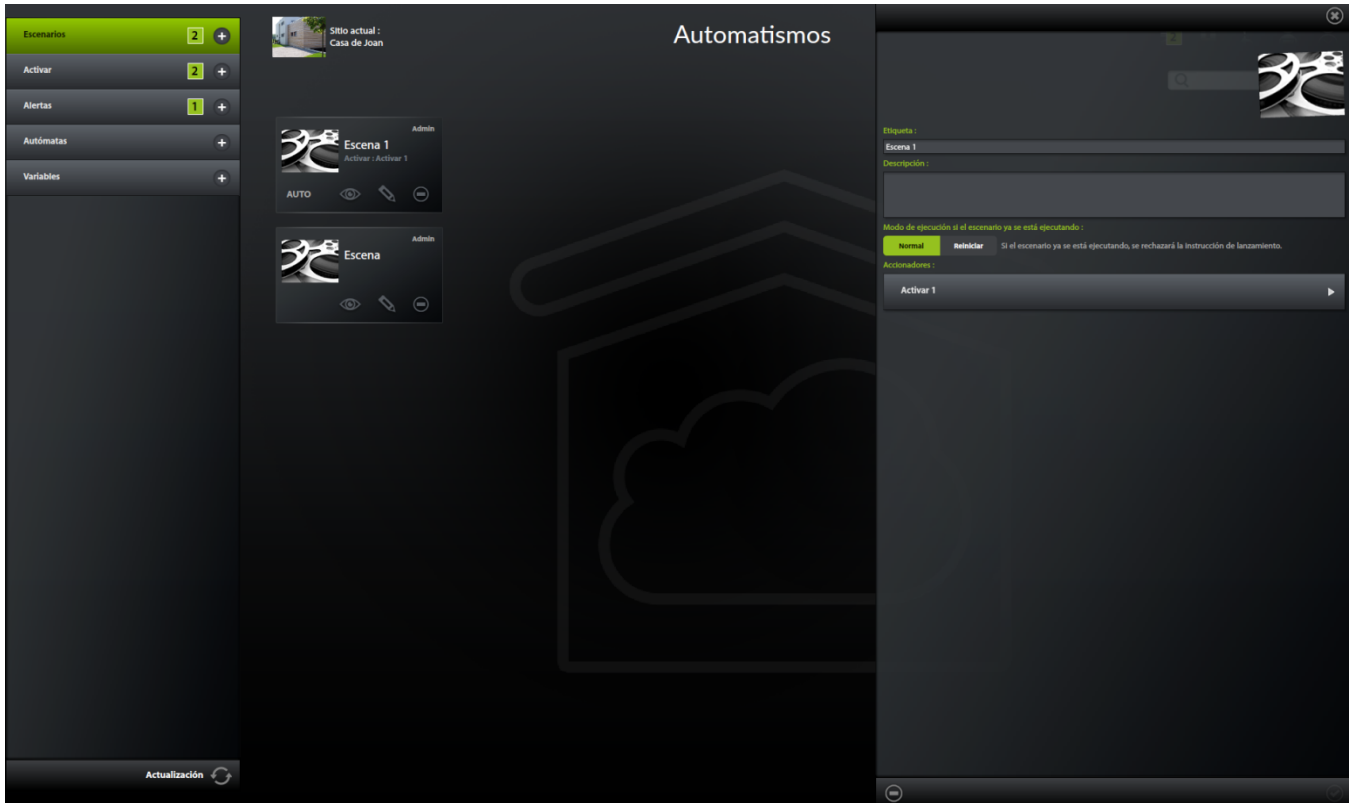 Escenarios 2
Activar 2
Alertas 1
Autómatas
Variables
Actualización
Sitio actual :
Casa de Joan
Automatismos
Admin
Escena 1
Activar : Activar 1
AUTO
Admin
Escena
2
Etiqueta :
Escena 1
Descripción :
Modo de ejecución si el escenario ya se está ejecutando :
Normal Reiniciar Si el escenario ya se está ejecutando, se rechazará la instrucción de lanzamiento.
Accionadores :
Activar 1